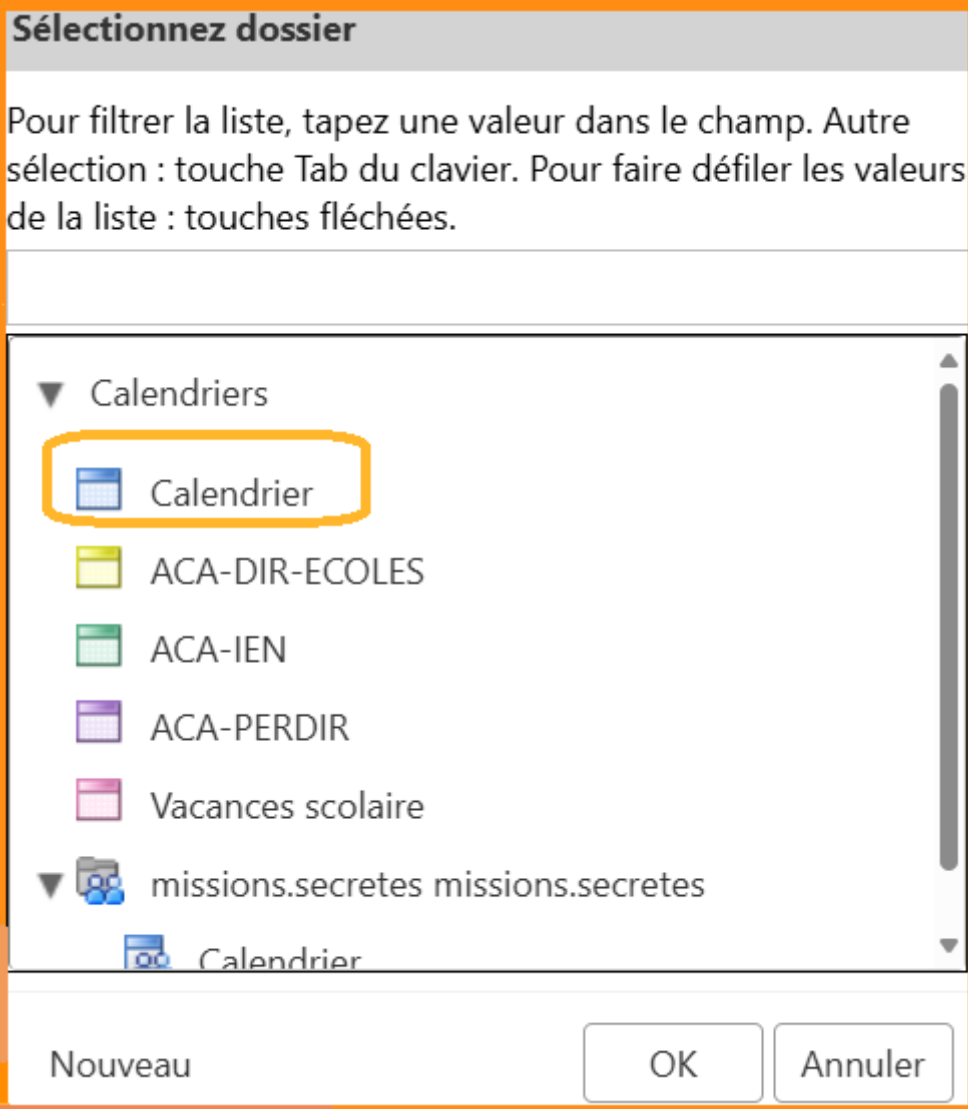 Sélectionnez dossier
Pour filtrer la liste, tapez une valeur dans le champ. Autre
sélection : touche Tab du clavier. Pour faire défiler les valeurs
de la liste : touches fléchées.
Calendriers
Calendrier
ACA-DIR-ECOLES
ACA-IEN
ACA-PERDIR
Vacances scolaire
missions.secretes missions.secretes
Calendrier
Nouveau
OK
Annuler